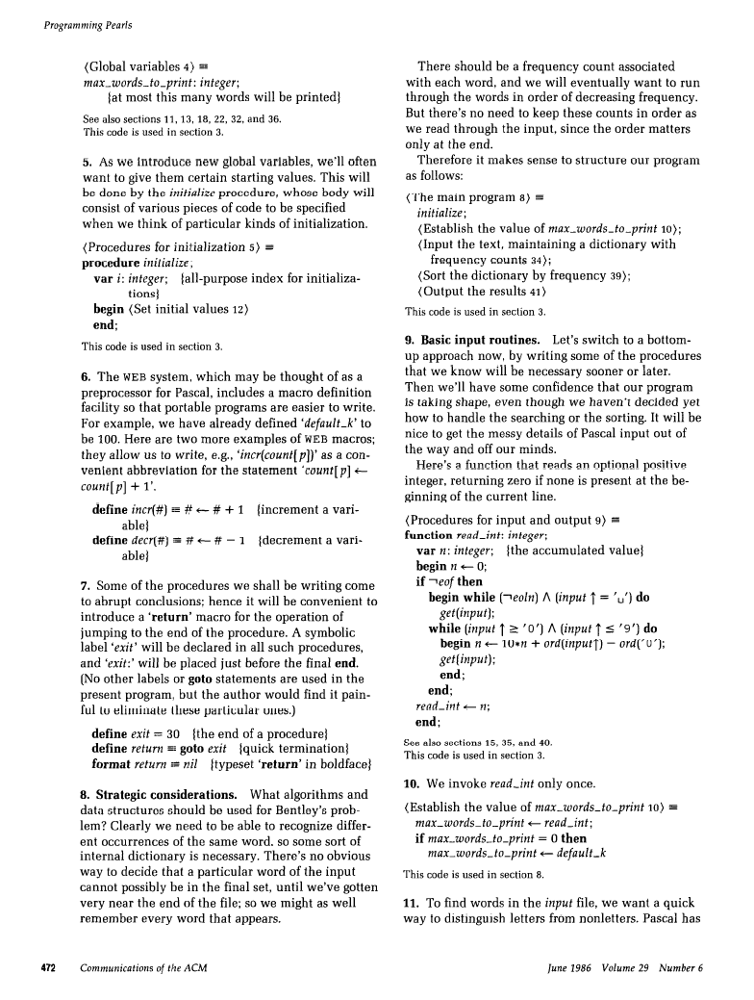 Programming Pearls
⟨Global variables 4⟩ ≡
max_words_to_print: integer;
{at most this many words will be printed}
See also sections 11, 13, 18, 22, 32, and 36.
This code is used in section 3.
5. As we introduce new global variables, we'll often
want to give them certain starting values. This will
be done by the initialize procedure, whose body will
consist of various pieces of code to be specified
when we think of particular kinds of initialization.
⟨Procedures for initialization 5⟩ ≡
procedure initialize;
var i: integer; {all-purpose index for initializa-
tions}
begin ⟨Set initial values 12⟩
end;
This code is used in section 3.
6. The WEB system, which may be thought of as a
preprocessor for Pascal, includes a macro definition
facility so that portable programs are easier to write.
For example, we have already defined 'default_k' to
be 100. Here are two more examples of WEB macros;
they allow us to write, e.g., 'incr(count[p])' as a con-
venient abbreviation for the statement 'count[p] ←
count[p] + 1'.
define incr(#) ≡ # ← # + 1 {increment a vari-
able}
define decr(#) ≡ # ← # − 1 {decrement a vari-
able}
7. Some of the procedures we shall be writing come
to abrupt conclusions; hence it will be convenient to
introduce a 'return' macro for the operation of
jumping to the end of the procedure. A symbolic
label 'exit' will be declared in all such procedures,
and 'exit:' will be placed just before the final end.
(No other labels or goto statements are used in the
present program, but the author would find it pain-
ful to eliminate these particular ones.)
define exit = 30 {the end of a procedure}
define return ≡ goto exit {quick termination}
format return ≡ nil {typeset 'return' in boldface}
8. Strategic considerations. What algorithms and
data structures should be used for Bentley's prob-
lem? Clearly we need to be able to recognize differ-
ent occurrences of the same word, so some sort of
internal dictionary is necessary. There's no obvious
way to decide that a particular word of the input
cannot possibly be in the final set, until we've gotten
very near the end of the file; so we might as well
remember every word that appears.
There should be a frequency count associated
with each word, and we will eventually want to run
through the words in order of decreasing frequency.
But there's no need to keep these counts in order as
we read through the input, since the order matters
only at the end.
Therefore it makes sense to structure our program
as follows:
⟨The main program 8⟩ ≡
initialize;
⟨Establish the value of max_words_to_print 10⟩;
⟨Input the text, maintaining a dictionary with
frequency counts 34⟩;
⟨Sort the dictionary by frequency 39⟩;
⟨Output the results 41⟩
This code is used in section 3.
9. Basic input routines. Let's switch to a bottom-
up approach now, by writing some of the procedures
that we know will be necessary sooner or later.
Then we'll have some confidence that our program
is taking shape, even though we haven't decided yet
how to handle the searching or the sorting. It will be
nice to get the messy details of Pascal input out of
the way and off our minds.
Here's a function that reads an optional positive
integer, returning zero if none is present at the be-
ginning of the current line.
⟨Procedures for input and output 9⟩ ≡
function read_int: integer;
var n: integer; {the accumulated value}
begin n ← 0;
if ¬eof then
begin while (¬eoln) ∧ (input ↑ = '␣') do
get(input);
while (input ↑ ≥ '0') ∧ (input ↑ ≤ '9') do
begin n ← 10*n + ord(input↑) − ord('0');
get(input);
end;
end;
read_int ← n;
end;
See also sections 15, 35, and 40.
This code is used in section 3.
10. We invoke read_int only once.
⟨Establish the value of max_words_to_print 10⟩ ≡
max_words_to_print ← read_int;
if max_words_to_print = 0 then
max_words_to_print ← default_k
This code is used in section 8.
11. To find words in the input file, we want a quick
way to distinguish letters from nonletters. Pascal has
472 Communications of the ACM
June 1986 Volume 29 Number 6